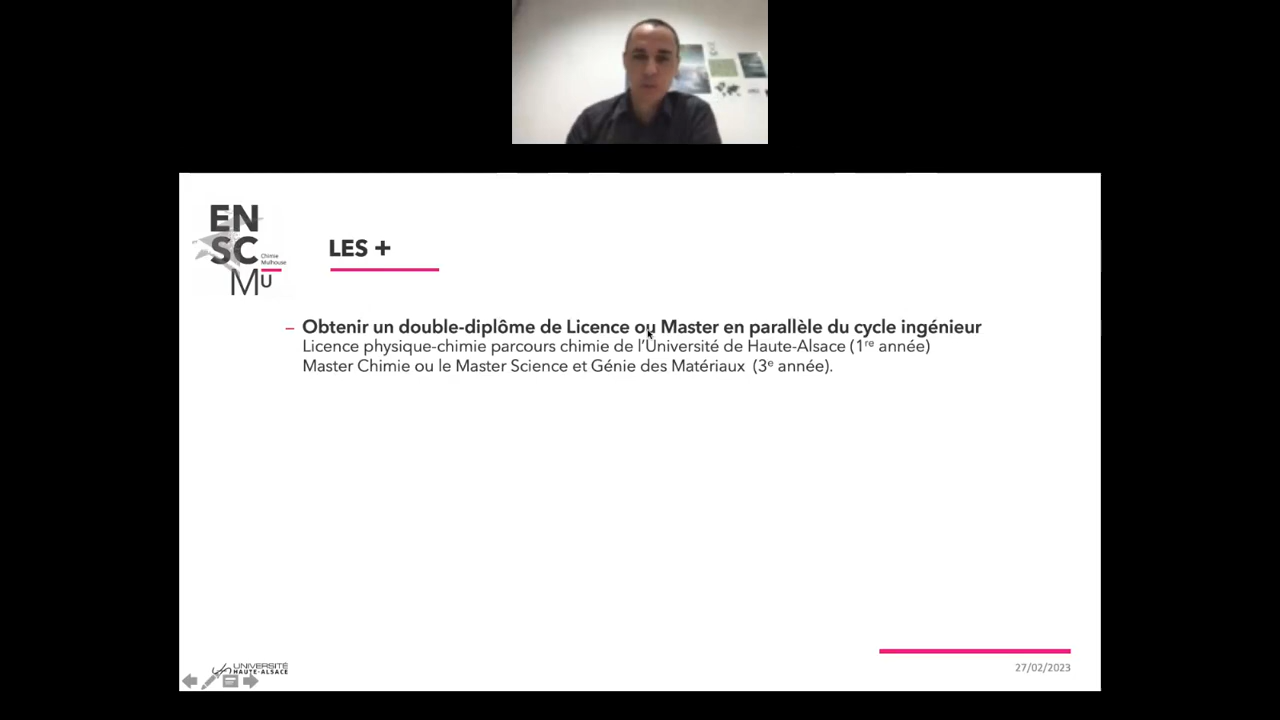 EN
SC
Chimie
Mulhouse
MU
LES +
– Obtenir un double-diplôme de Licence ou Master en parallèle du cycle ingénieur
Licence physique-chimie parcours chimie de l'Université de Haute-Alsace (1re année)
Master Chimie ou le Master Science et Génie des Matériaux (3e année).
UNIVERSITÉ
HAUTE-ALSACE
27/02/2023